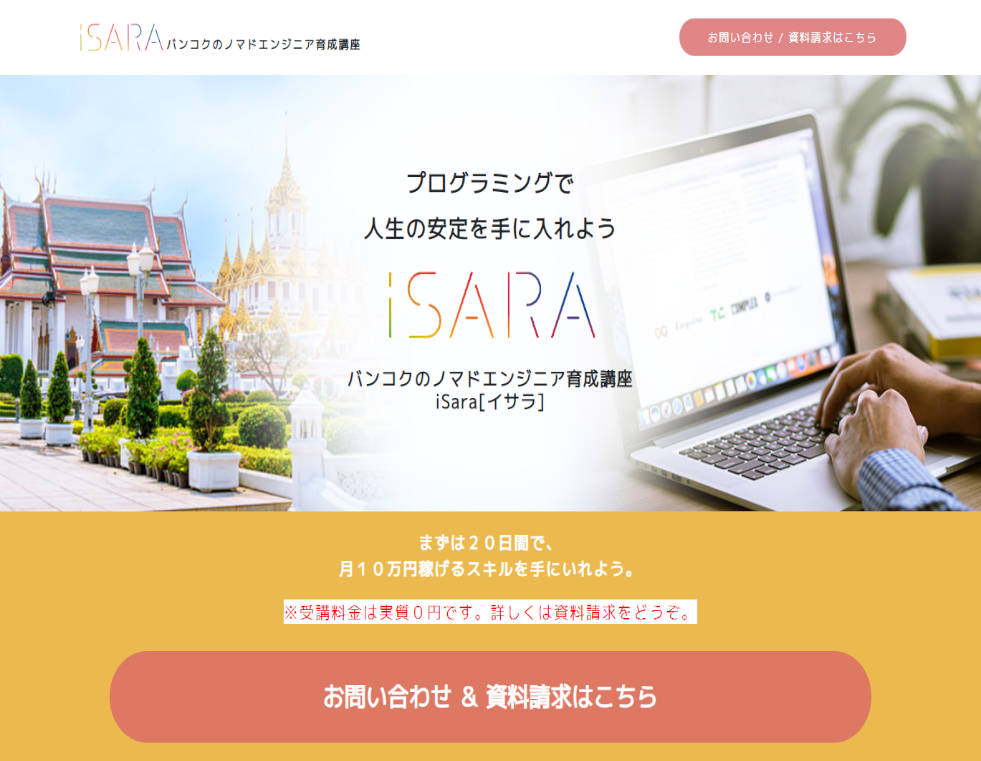 iSARA バンコクのノマドエンジニア育成講座
お問い合わせ / 資料請求はこちら
プログラミングで
人生の安定を手に入れよう
iSARA
バンコクのノマドエンジニア育成講座
iSara[イサラ]
まずは２０日間で、
月１０万円稼げるスキルを手にいれよう。
※受講料金は実質０円です。詳しくは資料請求をどうぞ。
お問い合わせ & 資料請求はこちら